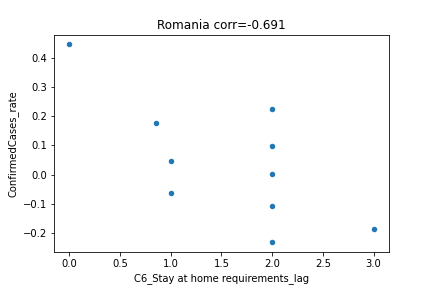 Romania corr=-0.691
ConfirmedCases_rate
0.4
0.3
0.2
0.1
0.0
−0.1
−0.2
0.0 0.5 1.0 1.5 2.0 2.5 3.0
C6_Stay at home requirements_lag